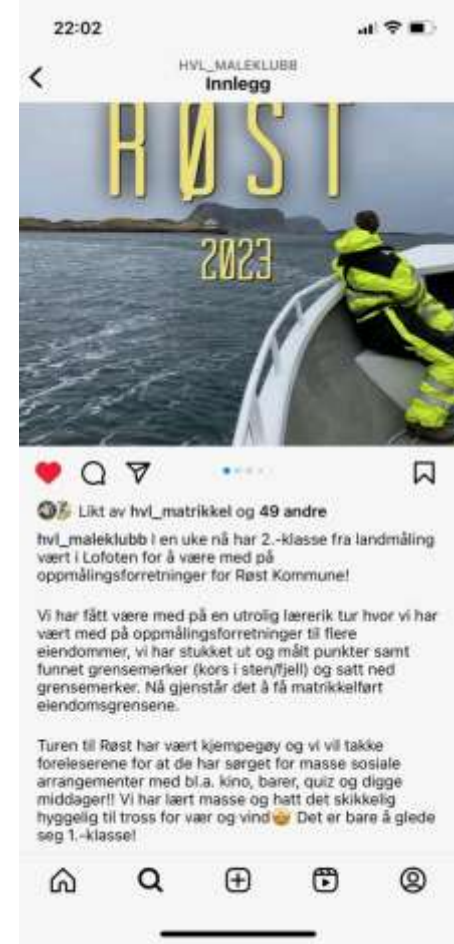 22:02
HVL_MALEKLUBB
Innlegg
RØST
2023
Likt av hvl_matrikkel og 49 andre
hvl_maleklubb I en uke nå har 2.-klasse fra landmåling
vært i Lofoten for å være med på
oppmålingsforretninger for Røst Kommune!
Vi har fått være med på en utrolig lærerik tur hvor vi har
vært med på oppmålingsforretninger til flere
eiendommer, vi har stukket ut og målt punkter samt
funnet grensemerker (kors i sten/fjell) og satt ned
grensemerker. Nå gjenstår det å få matrikkelført
eiendomsgrensene.
Turen til Røst har vært kjempegøy og vi vil takke
foreleserene for at de har sørget for masse sosiale
arrangementer med bl.a. kino, barer, quiz og digge
middager!! Vi har lært masse og hatt det skikkelig
hyggelig til tross for vær og vind🤩 Det er bare å glede
seg 1.-klasse!